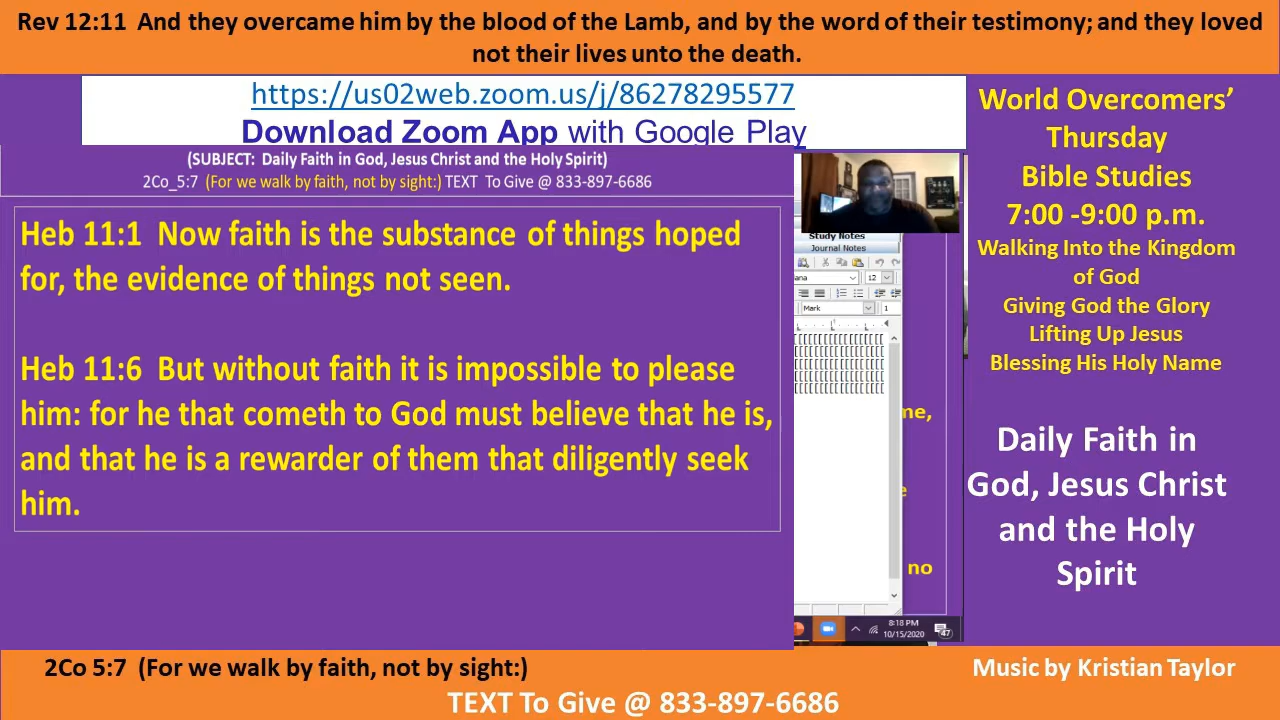 Rev 12:11 And they overcame him by the blood of the Lamb, and by the word of their testimony; and they loved
not their lives unto the death.
https://us02web.zoom.us/j/86278295577
Download Zoom App with Google Play
(SUBJECT: Daily Faith in God, Jesus Christ and the Holy Spirit)
2Co_5:7 (For we walk by faith, not by sight:) TEXT To Give @ 833-897-6686
Heb 11:1 Now faith is the substance of things hoped
for, the evidence of things not seen.
Heb 11:6 But without faith it is impossible to please
him: for he that cometh to God must believe that he is,
and that he is a rewarder of them that diligently seek
him.
Study Notes
Journal Notes
12
Mark
1
me,
no
8:18 PM
10/15/2020
47
World Overcomers'
Thursday
Bible Studies
7:00 -9:00 p.m.
Walking Into the Kingdom
of God
Giving God the Glory
Lifting Up Jesus
Blessing His Holy Name
Daily Faith in
God, Jesus Christ
and the Holy
Spirit
2Co 5:7 (For we walk by faith, not by sight:)
Music by Kristian Taylor
TEXT To Give @ 833-897-6686